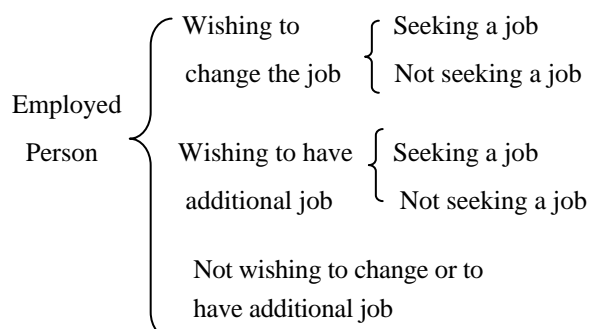 Employed
Person
Wishing to
change the job
Seeking a job
Not seeking a job
Wishing to have
additional job
Seeking a job
Not seeking a job
Not wishing to change or to
have additional job